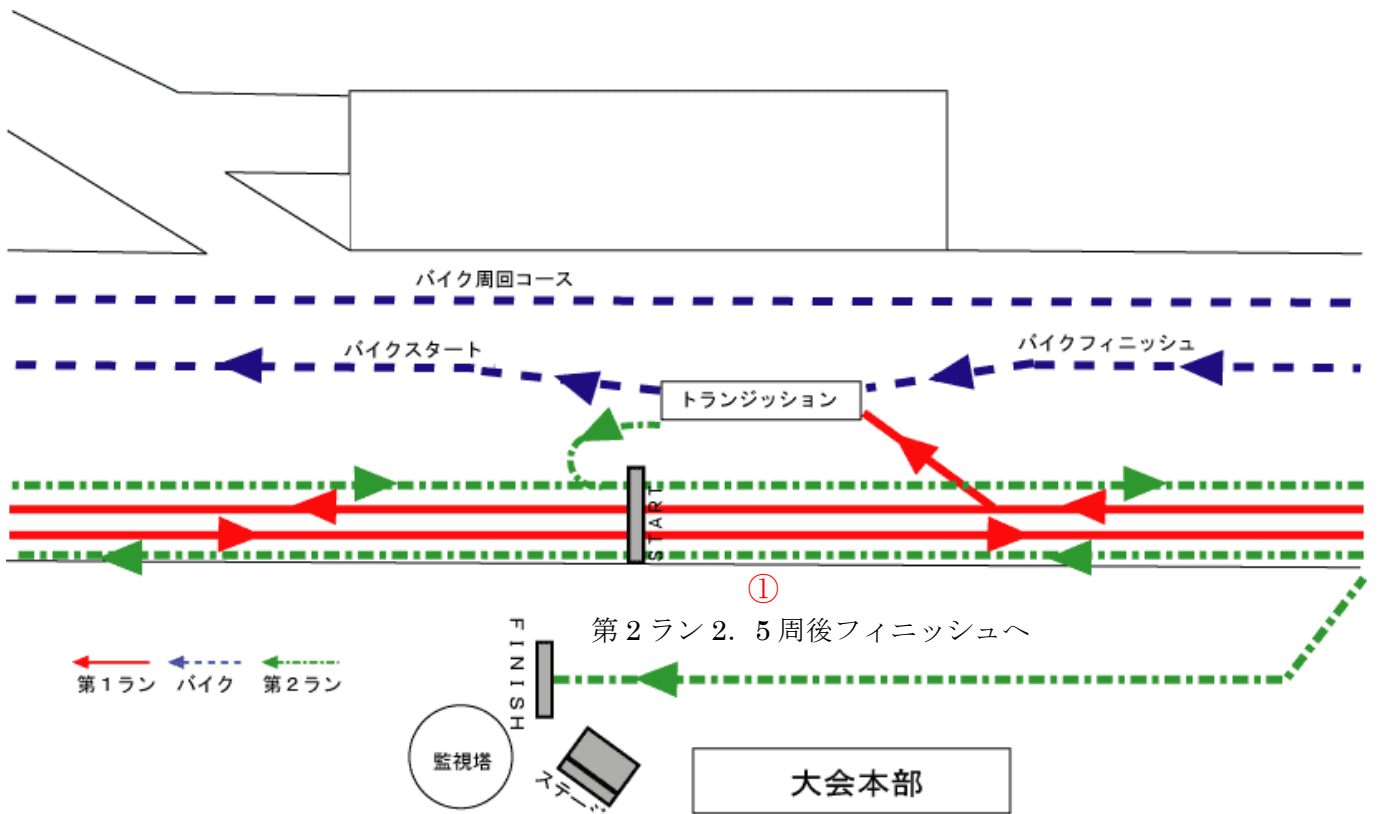 バイク周回コース
バイクスタート
バイクフィニッシュ
トランジッション
START
①
第2ラン2．5周後フィニッシュへ
FINISH
第1ラン
バイク
第2ラン
監視塔
ステージ
大会本部